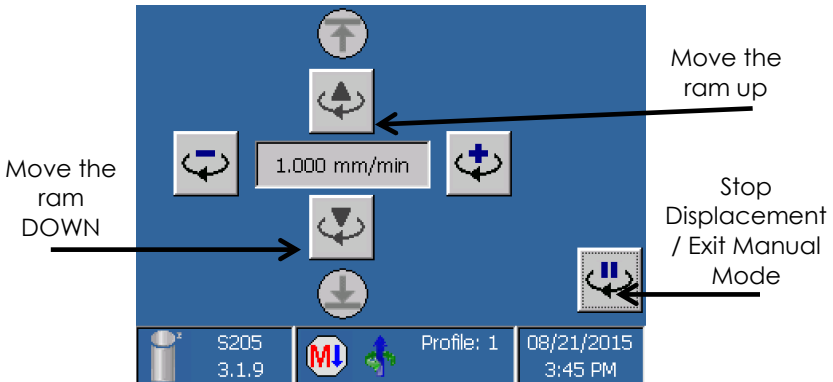 Move the
ram up
1.000 mm/min
Move the
ram
DOWN
Stop
Displacement
/ Exit Manual
Mode
z
S205
3.1.9
M
Profile: 1
08/21/2015
3:45 PM